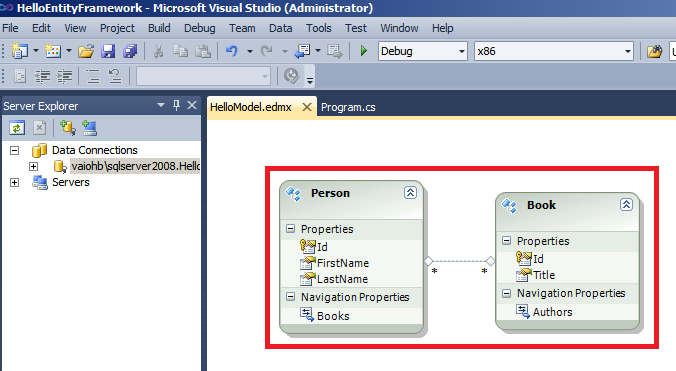 HelloEntityFramework - Microsoft Visual Studio (Administrator)
File Edit View Project Build Debug Team Data Tools Test Window Help
Debug x86
Server Explorer
HelloModel.edmx Program.cs
Data Connections
vaiohb\sqlserver2008.Hello
Servers
Person
Properties
Id
FirstName
LastName
Navigation Properties
Books
* *
Book
Properties
Id
Title
Navigation Properties
Authors